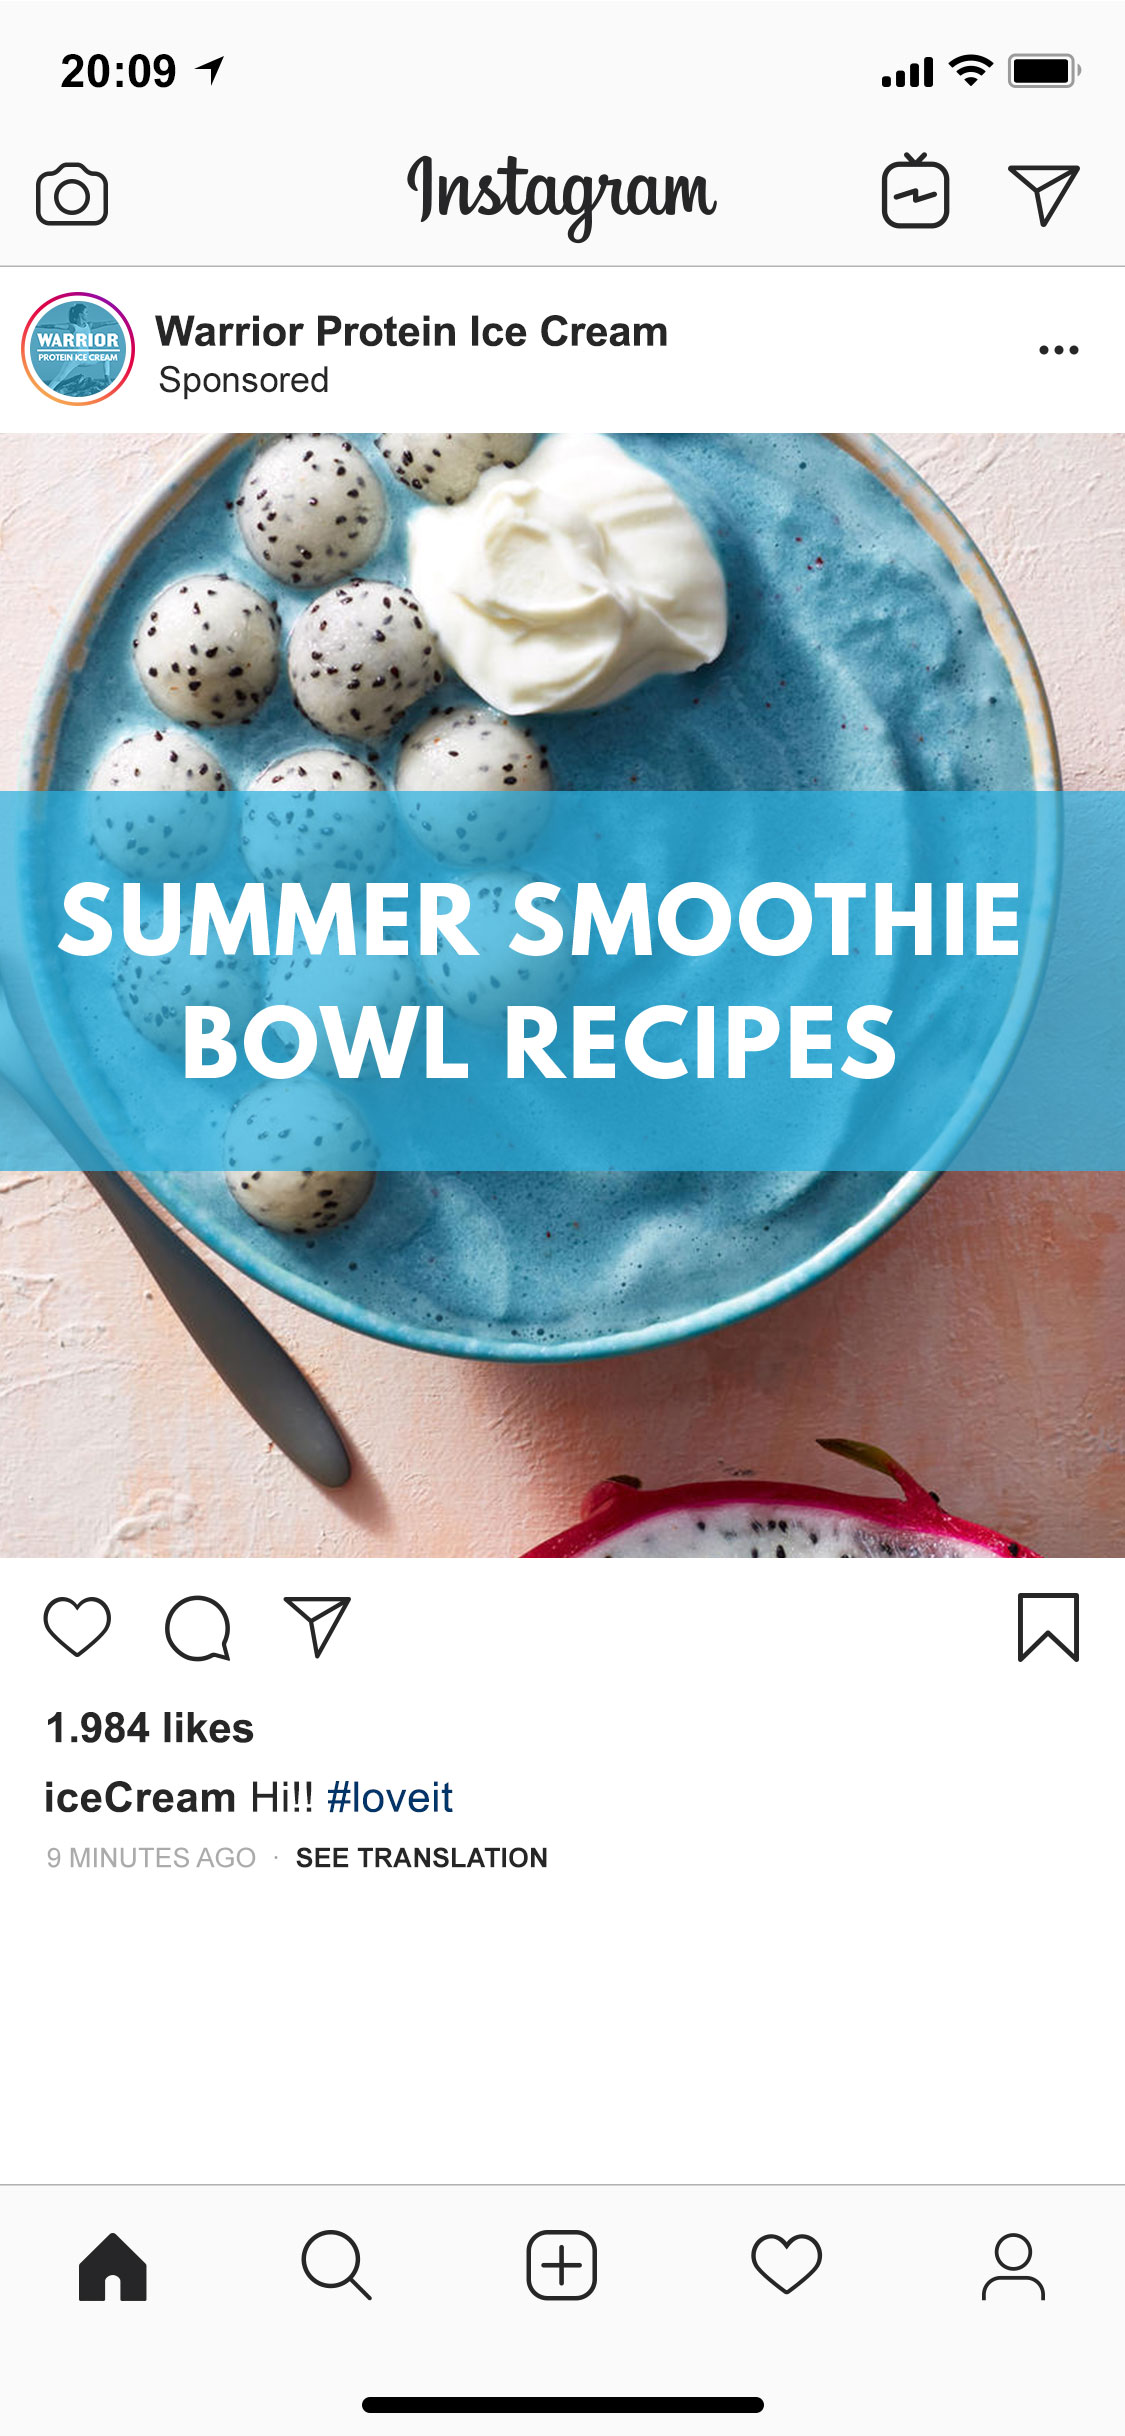 20:09
Instagram
WARRIOR
PROTEIN ICE CREAM
Warrior Protein Ice Cream
Sponsored
SUMMER SMOOTHIE
BOWL RECIPES
1.984 likes
iceCream Hi!! #loveit
9 MINUTES AGO · SEE TRANSLATION